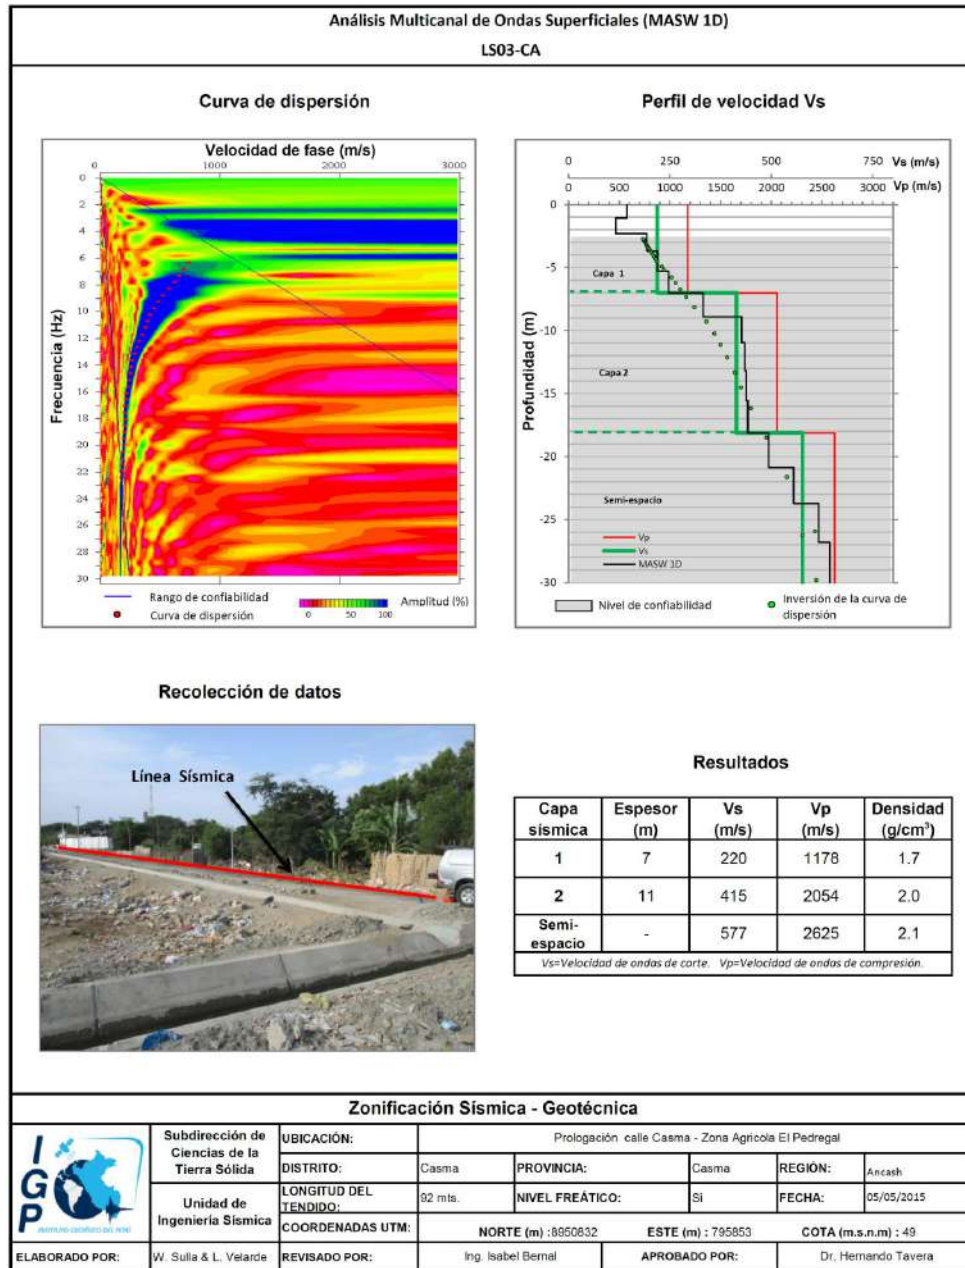 Análisis Multicanal de Ondas Superficiales (MASW 1D)
LS03-CA
Curva de dispersión
Velocidad de fase (m/s)
0 1000 2000 3000
Frecuencia (Hz)
0
2
4
6
8
10
12
14
16
18
20
22
24
26
28
30
Rango de confiabilidad
Curva de dispersión
Amplitud (%)
0 50 100
Perfil de velocidad Vs
0 250 500 750 Vs (m/s)
0 500 1000 1500 2000 2500 3000 Vp (m/s)
Profundidad (m)
0
-5
-10
-15
-20
-25
-30
Capa 1
Capa 2
Semi-espacio
Vp
Vs
MASW 1D
Nivel de confiabilidad
Inversión de la curva de
dispersión
Recolección de datos
Línea Sísmica
Resultados
Capa sísmica Espesor (m) Vs (m/s) Vp (m/s) Densidad (g/cm³)
1 7 220 1178 1.7
2 11 415 2054 2.0
Semi-espacio - 577 2625 2.1
Vs=Velocidad de ondas de corte. Vp=Velocidad de ondas de compresión.
Zonificación Sísmica - Geotécnica
IGP
INSTITUTO GEOFÍSICO DEL PERÚ
Subdirección de
Ciencias de la
Tierra Sólida
Unidad de
Ingeniería Sísmica
UBICACIÓN: Prologación calle Casma - Zona Agricola El Pedregal
DISTRITO: Casma PROVINCIA: Casma REGIÓN: Ancash
LONGITUD DEL TENDIDO: 92 mts. NIVEL FREÁTICO: Si FECHA: 05/05/2015
COORDENADAS UTM: NORTE (m) :8950832 ESTE (m) : 795853 COTA (m.s.n.m) : 49
ELABORADO POR: W. Sulla & L. Velarde REVISADO POR: Ing. Isabel Bernal APROBADO POR: Dr. Hernando Tavera